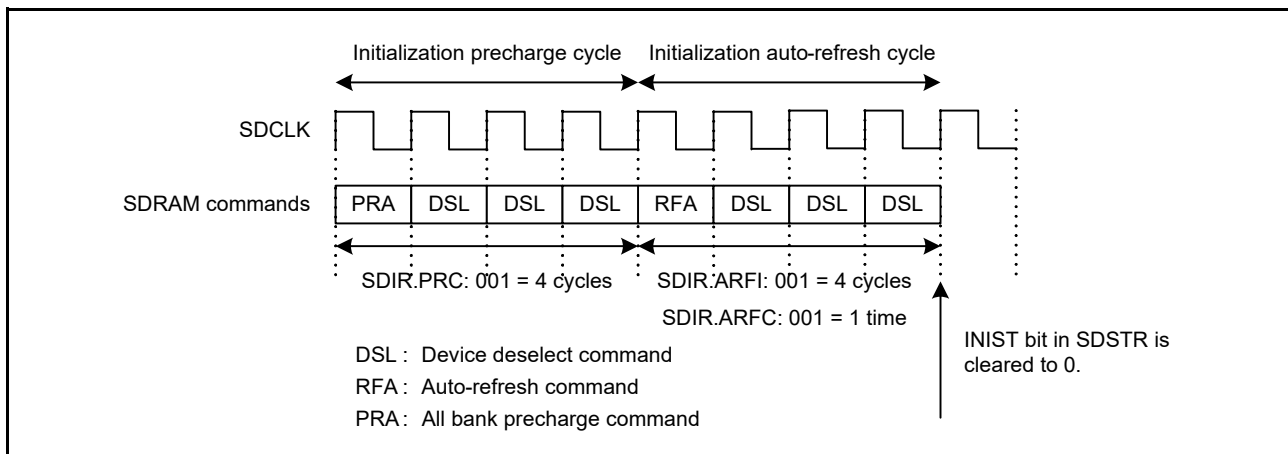 Initialization precharge cycle Initialization auto-refresh cycle
SDCLK
SDRAM commands PRA DSL DSL DSL RFA DSL DSL DSL
SDIR.PRC: 001 = 4 cycles SDIR.ARFI: 001 = 4 cycles
SDIR.ARFC: 001 = 1 time
INIST bit in SDSTR is
cleared to 0.
DSL : Device deselect command
RFA : Auto-refresh command
PRA : All bank precharge command